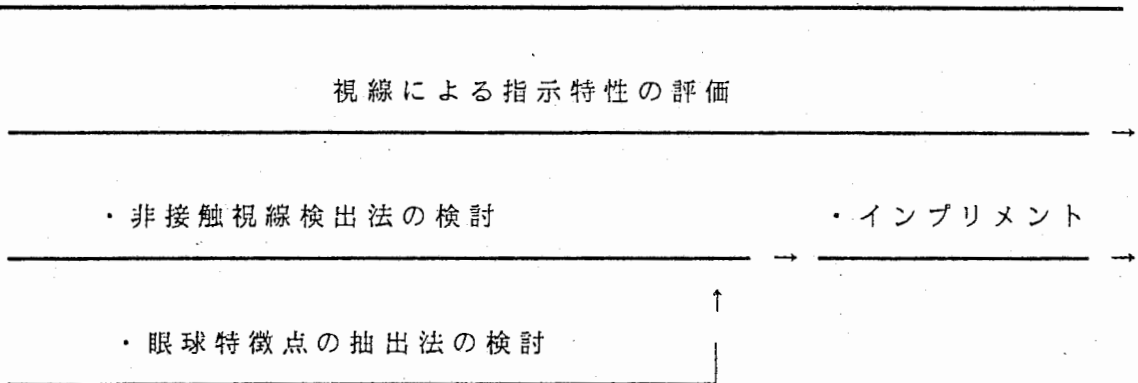 視線による指示特性の評価
→
・非接触視線検出法の検討 ・インプリメント
→ →
↑
・眼球特徴点の抽出法の検討